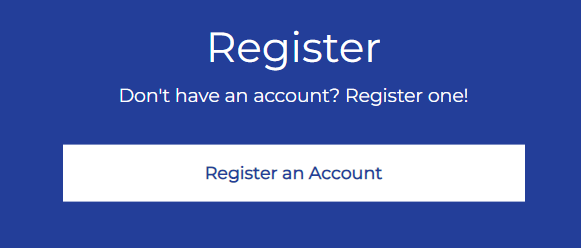 Register
Don't have an account? Register one!
Register an Account